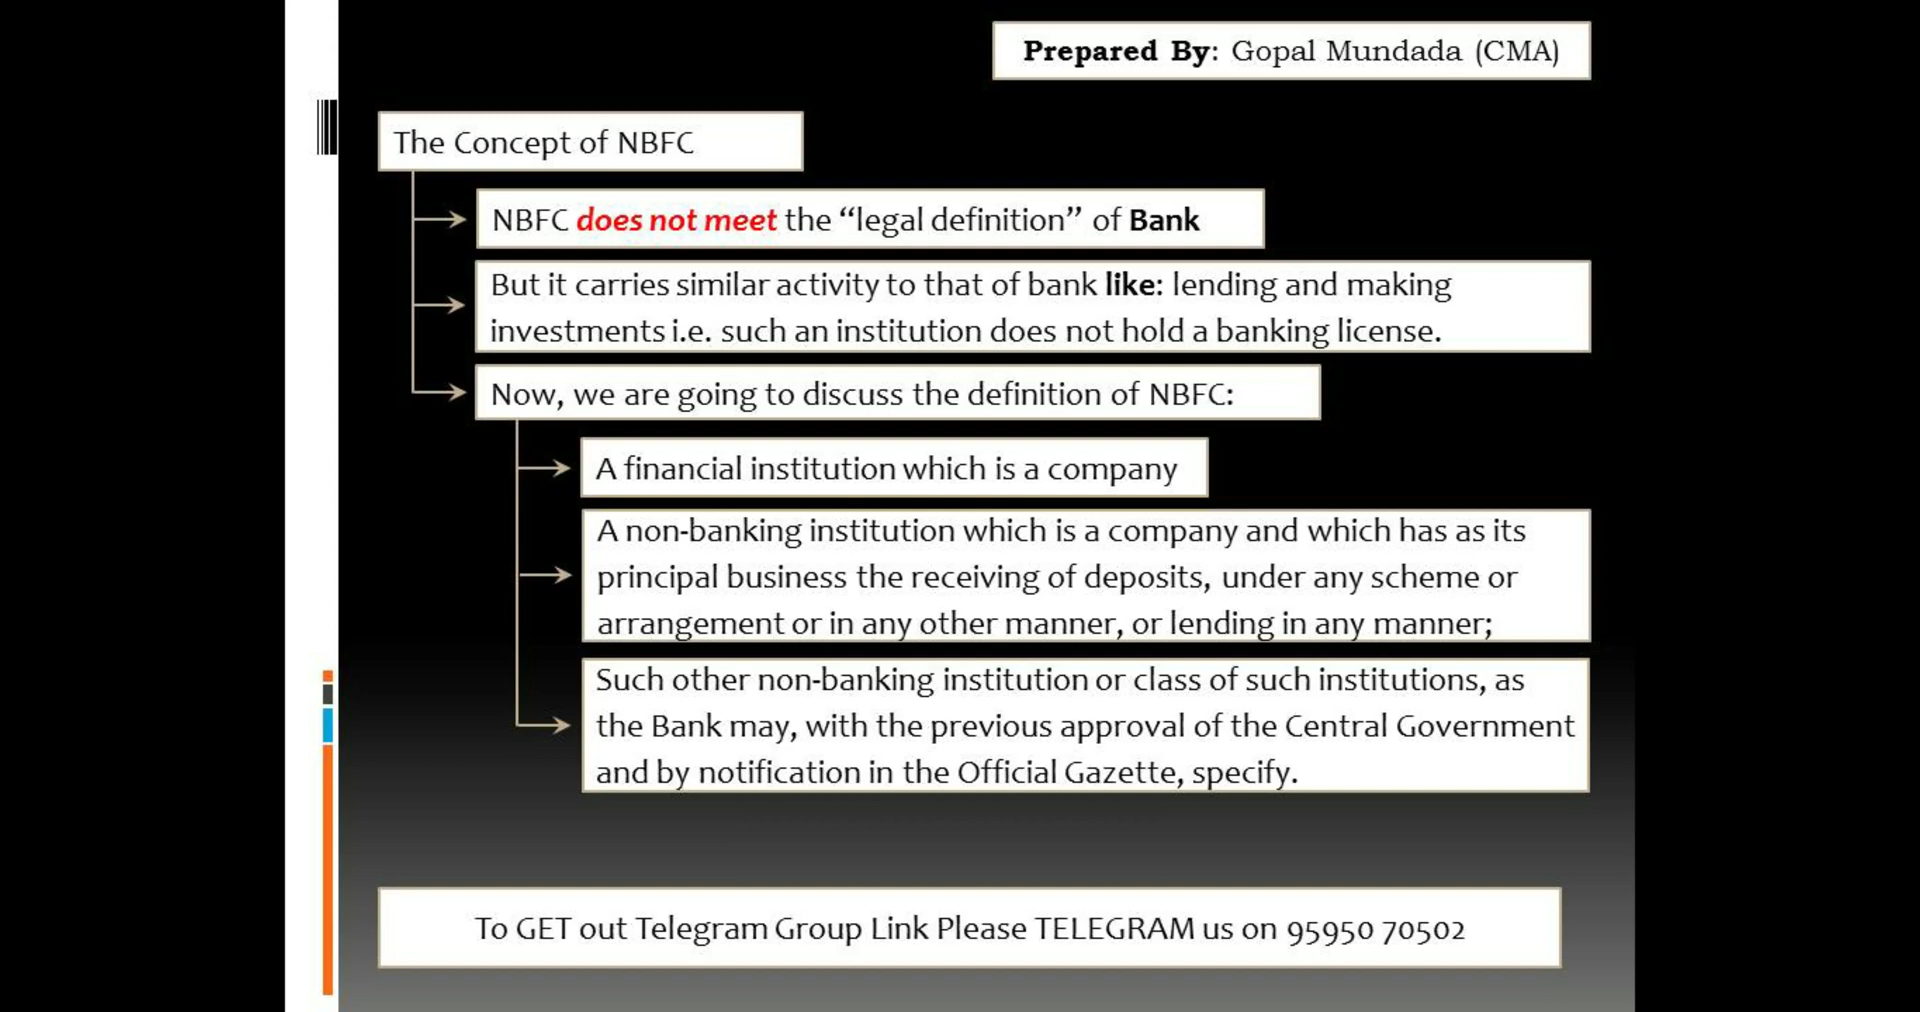 Prepared By: Gopal Mundada (CMA)
The Concept of NBFC
NBFC does not meet the “legal definition” of Bank
But it carries similar activity to that of bank like: lending and making
investments i.e. such an institution does not hold a banking license.
Now, we are going to discuss the definition of NBFC:
A financial institution which is a company
A non-banking institution which is a company and which has as its
principal business the receiving of deposits, under any scheme or
arrangement or in any other manner, or lending in any manner;
Such other non-banking institution or class of such institutions, as
the Bank may, with the previous approval of the Central Government
and by notification in the Official Gazette, specify.
To GET out Telegram Group Link Please TELEGRAM us on 95950 70502